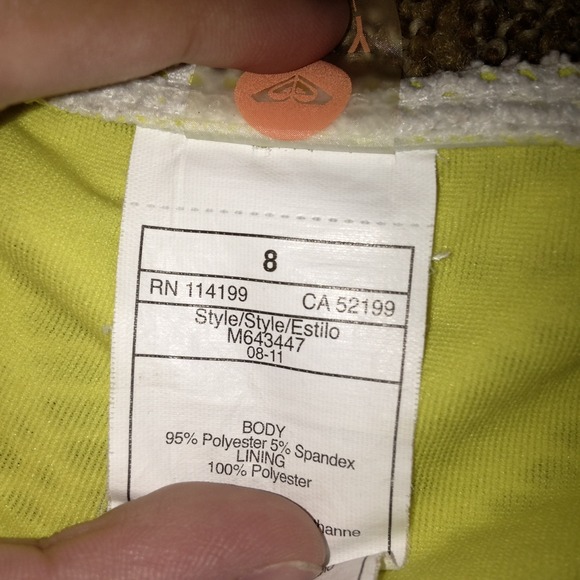 8
RN 114199 CA 52199
Style/Style/Estilo
M643447
08-11
BODY
95% Polyester 5% Spandex
LINING
100% Polyester